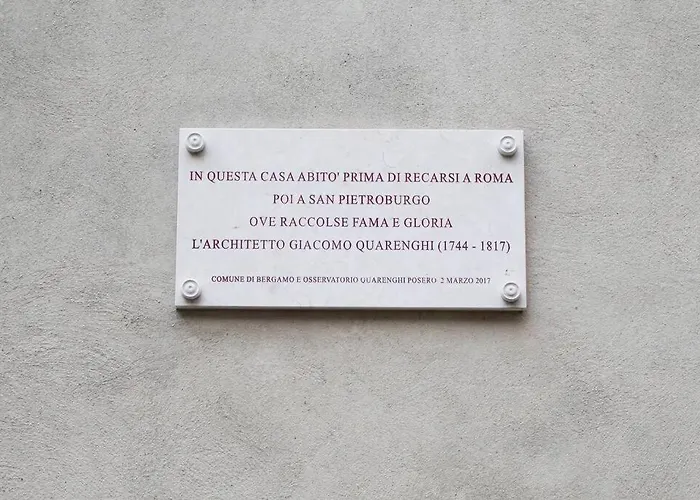 IN QUESTA CASA ABITO' PRIMA DI RECARSI A ROMA
POI A SAN PIETROBURGO
OVE RACCOLSE FAMA E GLORIA
L'ARCHITETTO GIACOMO QUARENGHI (1744 - 1817)
COMUNE DI BERGAMO E OSSERVATORIO QUARENGHI POSERO 2 MARZO 2017